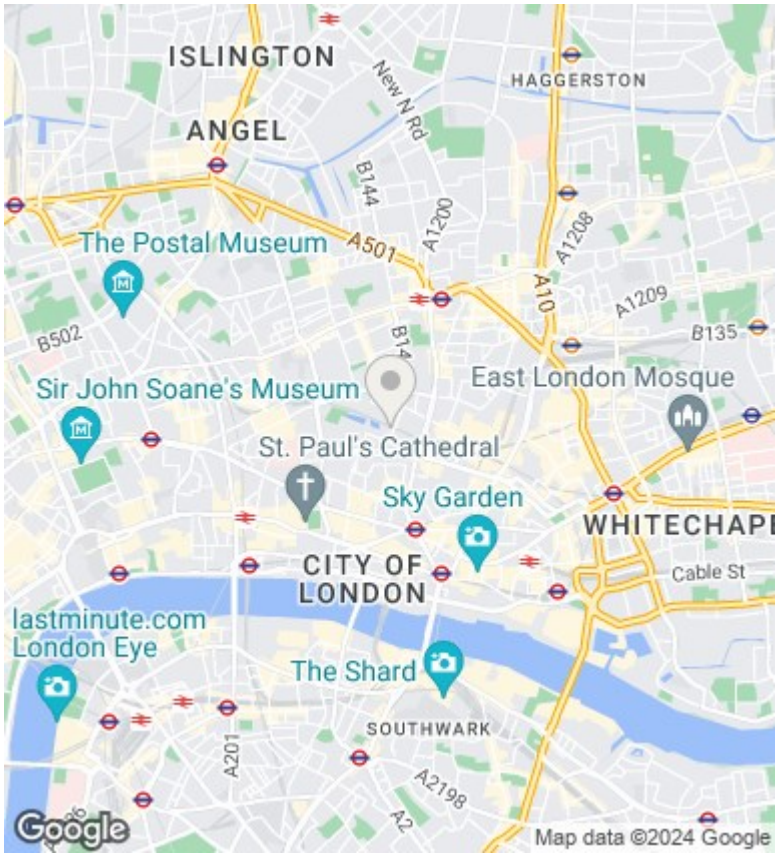 ISLINGTON
New N Rd
HAGGERSTON
ANGEL
B144
A1200
A1208
The Postal Museum
A501
A10
A1209
B502
B14
B135
Sir John Soane's Museum
East London Mosque
St. Paul's Cathedral
Sky Garden
WHITECHAPE
CITY OF
LONDON
Cable St
lastminute.com
London Eye
The Shard
SOUTHWARK
A201
A2198
A2
Google
Map data ©2024 Google